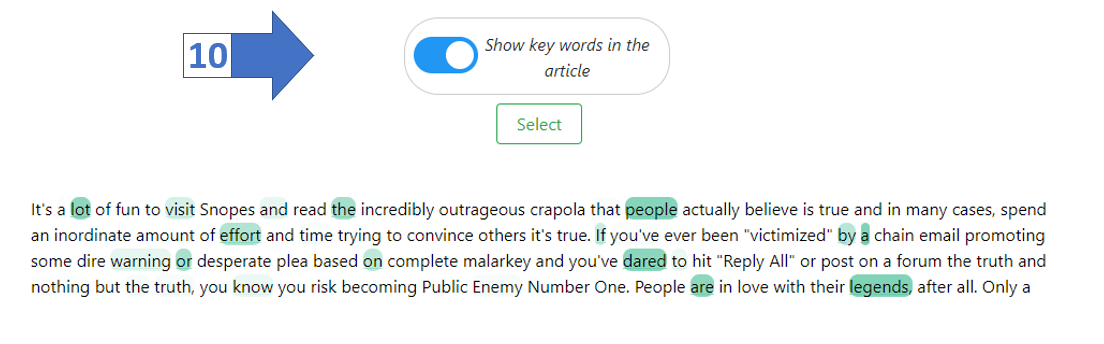 10
Show key words in the
article
Select
It's a lot of fun to visit Snopes and read the incredibly outrageous crapola that people actually believe is true and in many cases, spend
an inordinate amount of effort and time trying to convince others it's true. If you've ever been "victimized" by a chain email promoting
some dire warning or desperate plea based on complete malarkey and you've dared to hit "Reply All" or post on a forum the truth and
nothing but the truth, you know you risk becoming Public Enemy Number One. People are in love with their legends, after all. Only a